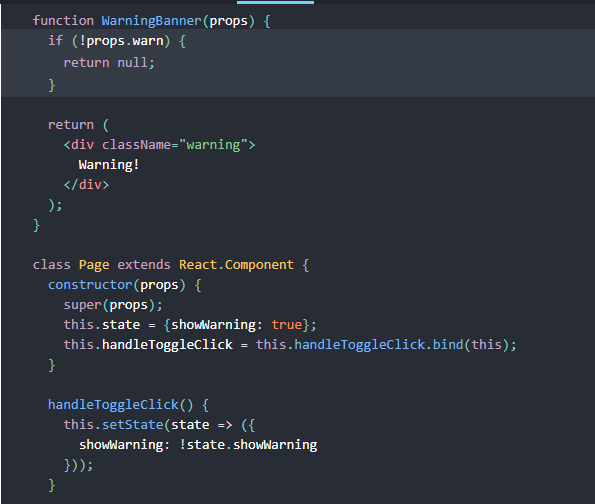 function WarningBanner(props) {
  if (!props.warn) {
    return null;
  }

  return (
    <div className="warning">
      Warning!
    </div>
  );
}

class Page extends React.Component {
  constructor(props) {
    super(props);
    this.state = {showWarning: true};
    this.handleToggleClick = this.handleToggleClick.bind(this);
  }

  handleToggleClick() {
    this.setState(state => ({
      showWarning: !state.showWarning
    }));
  }